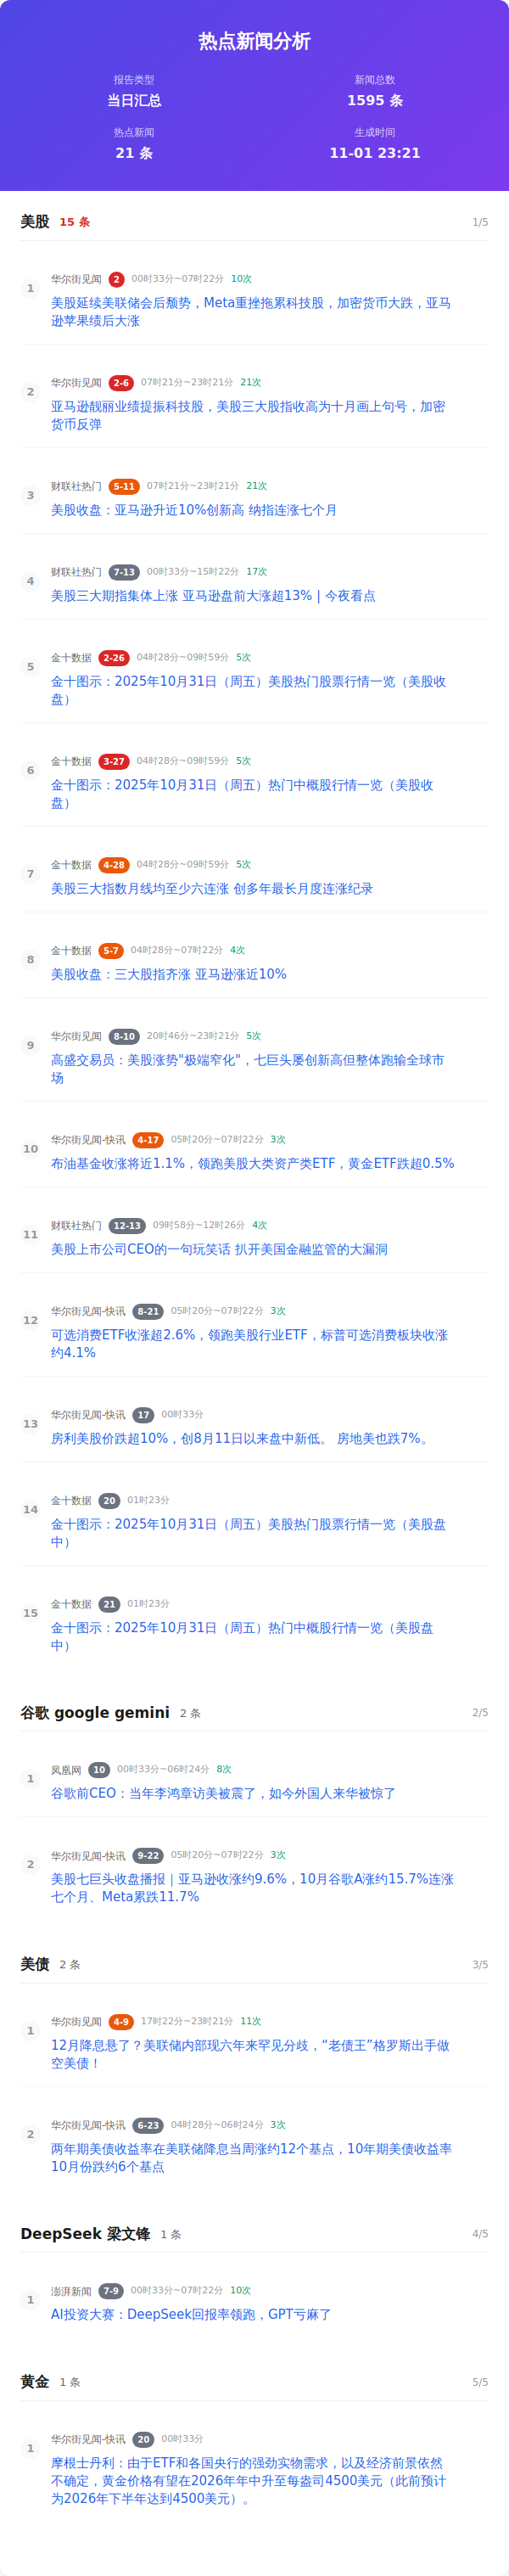 热点新闻分析
报告类型
新闻总数
当日汇总
1595 条
热点新闻
生成时间
21 条
11-01 23:21
美股 15 条 1/5
1 华尔街见闻 2 00时33分~07时22分 10次
美股延续美联储会后颓势，Meta重挫拖累科技股，加密货币大跌，亚马
逊苹果绩后大涨
2 华尔街见闻 2-6 07时21分~23时21分 21次
亚马逊靓丽业绩提振科技股，美股三大股指收高为十月画上句号，加密
货币反弹
3 财联社热门 5-11 07时21分~23时21分 21次
美股收盘：亚马逊升近10%创新高 纳指连涨七个月
4 财联社热门 7-13 00时33分~15时22分 17次
美股三大期指集体上涨 亚马逊盘前大涨超13% | 今夜看点
5 金十数据 2-26 04时28分~09时59分 5次
金十图示：2025年10月31日（周五）美股热门股票行情一览（美股收
盘）
6 金十数据 3-27 04时28分~09时59分 5次
金十图示：2025年10月31日（周五）热门中概股行情一览（美股收
盘）
7 金十数据 4-28 04时28分~09时59分 5次
美股三大指数月线均至少六连涨 创多年最长月度连涨纪录
8 金十数据 5-7 04时28分~07时22分 4次
美股收盘：三大股指齐涨 亚马逊涨近10%
9 华尔街见闻 8-10 20时46分~23时21分 5次
高盛交易员：美股涨势"极端窄化"，七巨头屡创新高但整体跑输全球市
场
10 华尔街见闻-快讯 4-17 05时20分~07时22分 3次
布油基金收涨将近1.1%，领跑美股大类资产类ETF，黄金ETF跌超0.5%
11 财联社热门 12-13 09时58分~12时26分 4次
美股上市公司CEO的一句玩笑话 扒开美国金融监管的大漏洞
12 华尔街见闻-快讯 8-21 05时20分~07时22分 3次
可选消费ETF收涨超2.6%，领跑美股行业ETF，标普可选消费板块收涨
约4.1%
13 华尔街见闻-快讯 17 00时33分
房利美股价跌超10%，创8月11日以来盘中新低。 房地美也跌7%。
14 金十数据 20 01时23分
金十图示：2025年10月31日（周五）美股热门股票行情一览（美股盘
中）
15 金十数据 21 01时23分
金十图示：2025年10月31日（周五）热门中概股行情一览（美股盘
中）
谷歌 google gemini 2 条 2/5
1 凤凰网 10 00时33分~06时24分 8次
谷歌前CEO：当年李鸿章访美被震了，如今外国人来华被惊了
2 华尔街见闻-快讯 9-22 05时20分~07时22分 3次
美股七巨头收盘播报｜亚马逊收涨约9.6%，10月谷歌A涨约15.7%连涨
七个月、Meta累跌11.7%
美债 2 条 3/5
1 华尔街见闻 4-9 17时22分~23时21分 11次
12月降息悬了？美联储内部现六年来罕见分歧，“老债王”格罗斯出手做
空美债！
2 华尔街见闻-快讯 6-23 04时28分~06时24分 3次
两年期美债收益率在美联储降息当周涨约12个基点，10年期美债收益率
10月份跌约6个基点
DeepSeek 梁文锋 1 条 4/5
1 澎湃新闻 7-9 00时33分~07时22分 10次
AI投资大赛：DeepSeek回报率领跑，GPT亏麻了
黄金 1 条 5/5
1 华尔街见闻-快讯 20 00时33分
摩根士丹利：由于ETF和各国央行的强劲实物需求，以及经济前景依然
不确定，黄金价格有望在2026年年中升至每盎司4500美元（此前预计
为2026年下半年达到4500美元）。